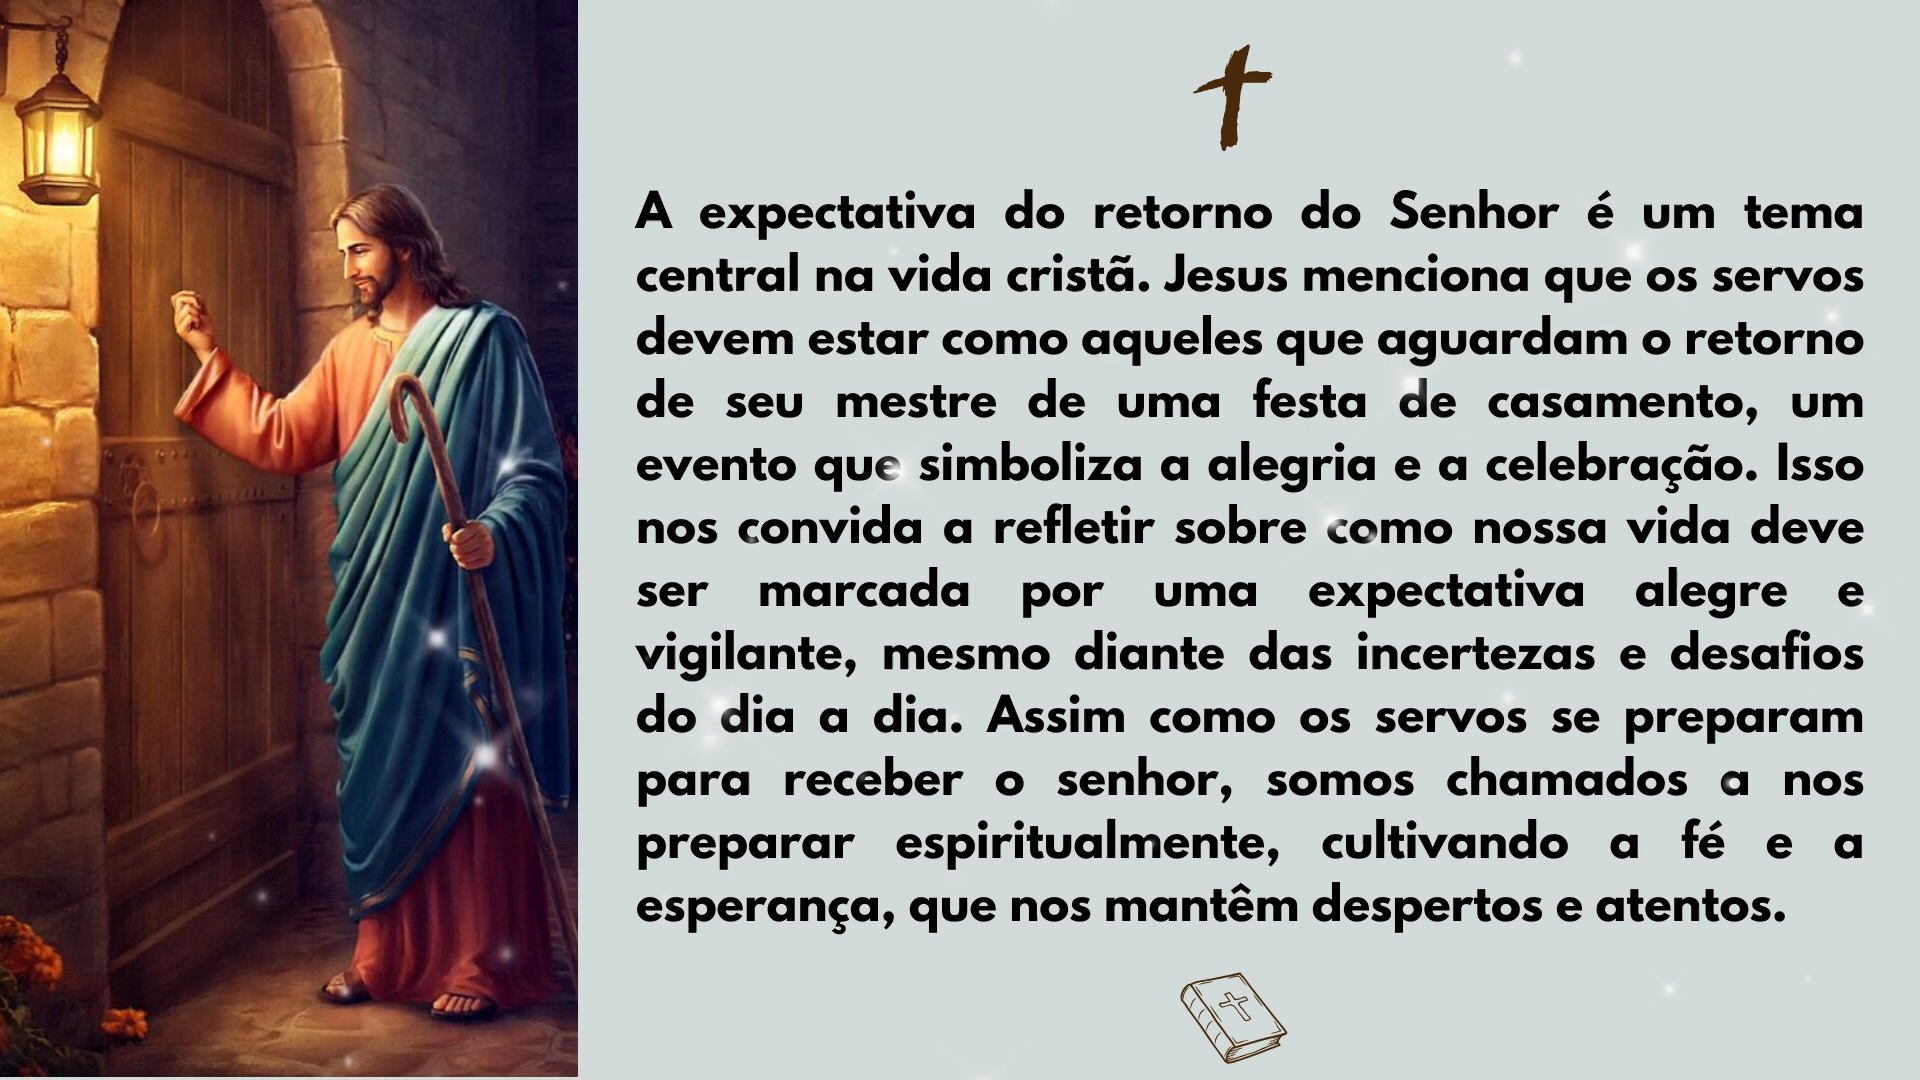 A expectativa do retorno do Senhor é um tema
central na vida cristã. Jesus menciona que os servos
devem estar como aqueles que aguardam o retorno
de seu mestre de uma festa de casamento, um
evento que simboliza a alegria e a celebração. Isso
nos convida a refletir sobre como nossa vida deve
ser marcada por uma expectativa alegre e
vigilante, mesmo diante das incertezas e desafios
do dia a dia. Assim como os servos se preparam
para receber o senhor, somos chamados a nos
preparar espiritualmente, cultivando a fé e a
esperança, que nos mantêm despertos e atentos.